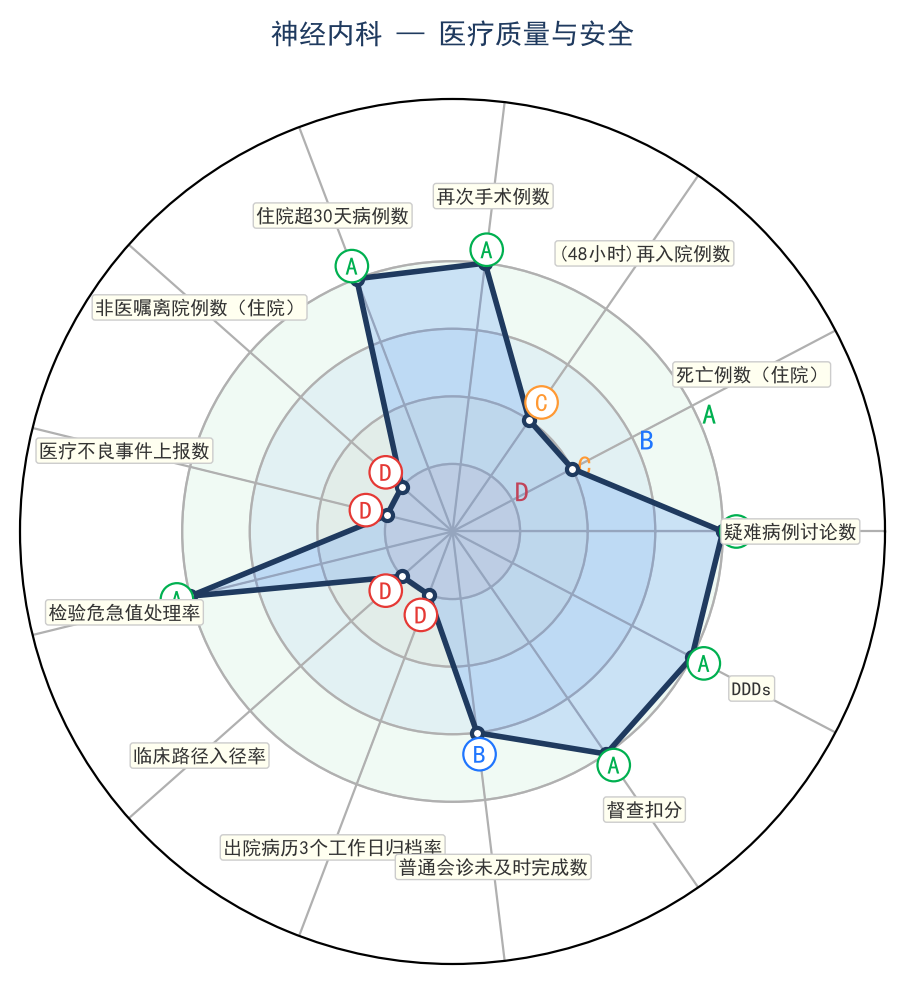 神经内科 — 医疗质量与安全
再次手术例数
住院超30天病例数
A
A
(48小时)再入院例数
非医嘱离院例数（住院）
死亡例数（住院）
C
A
B
医疗不良事件上报数
D
C
D
D
疑难病例讨论数
A
检验危急值处理率
D
D
A
DDDs
临床路径入径率
B
A
督查扣分
出院病历3个工作日归档率
普通会诊未及时完成数